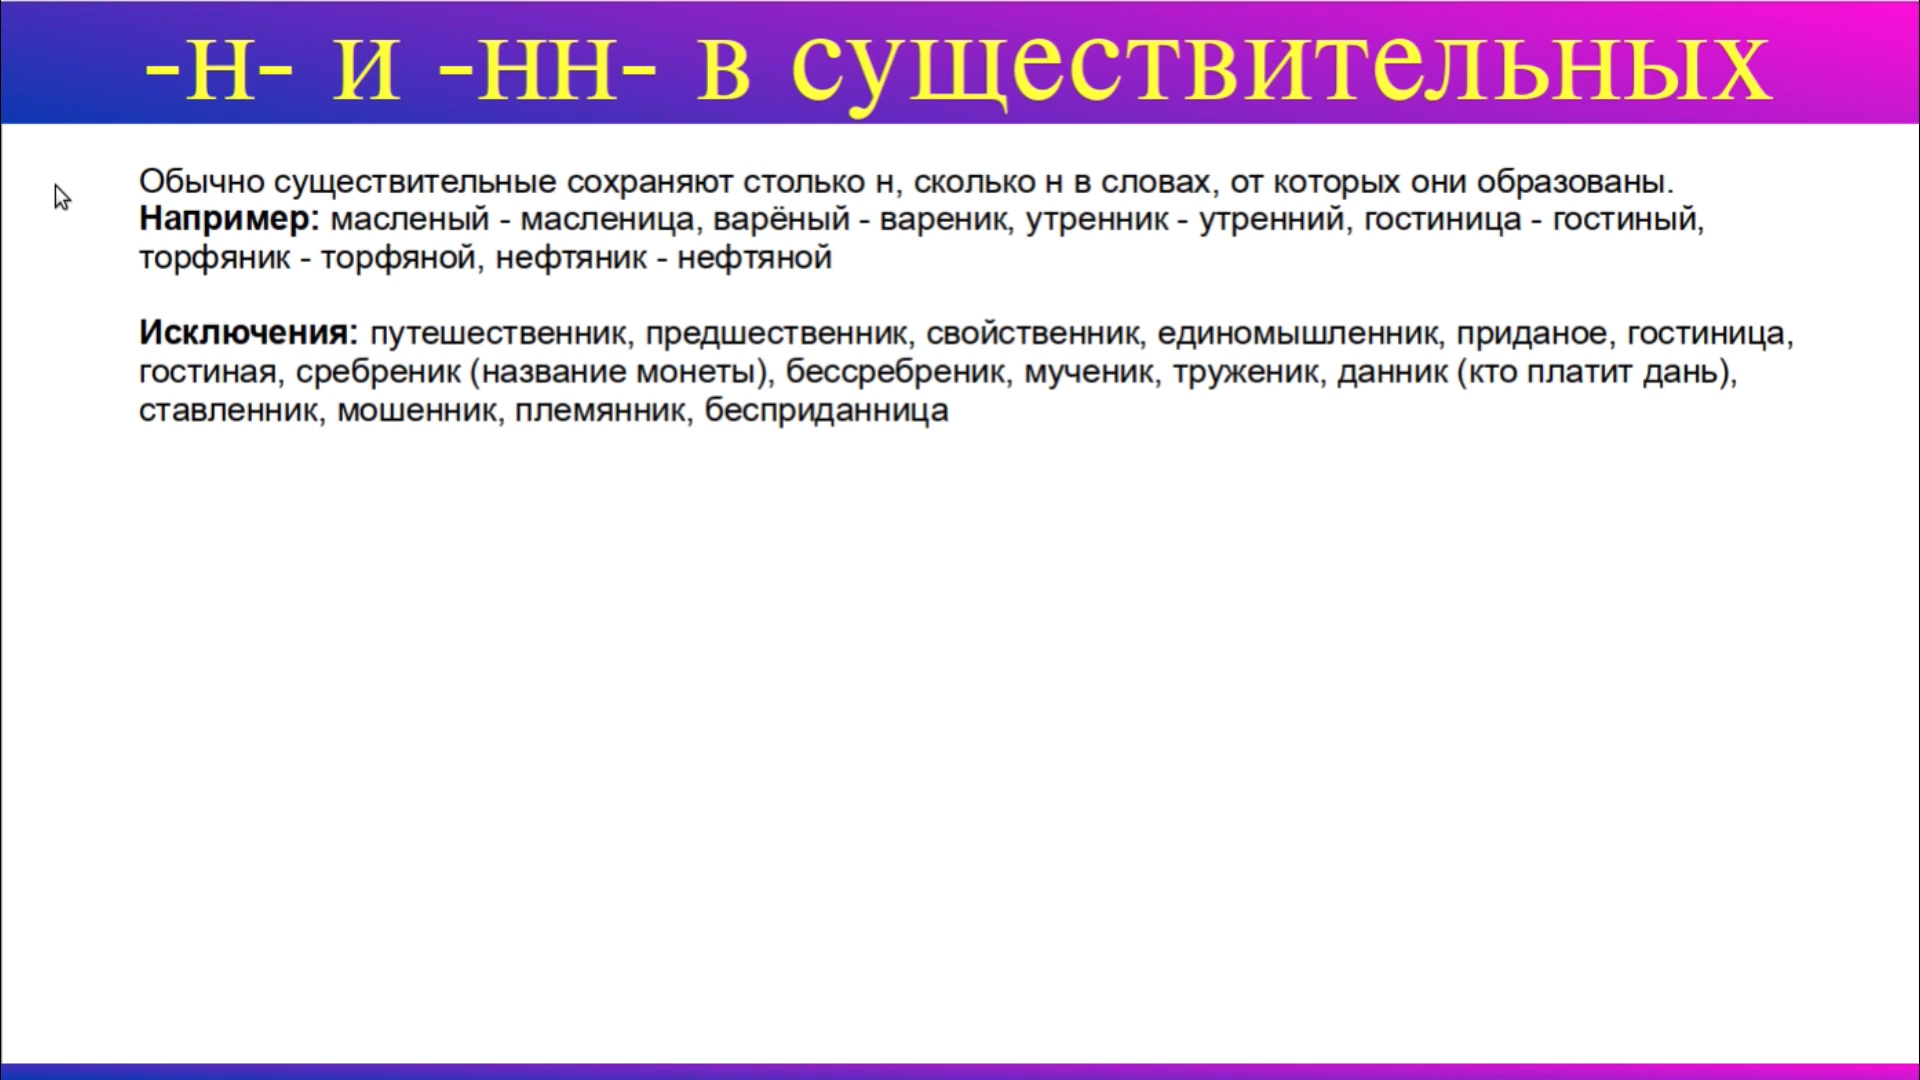 -н- и -нн- в существительных
Обычно существительные сохраняют столько н, сколько н в словах, от которых они образованы.
Например: масленый - масленица, варёный - вареник, утренник - утренний, гостиница - гостиный,
торфяник - торфяной, нефтяник - нефтяной
Исключения: путешественник, предшественник, свойственник, единомышленник, приданое, гостиница,
гостиная, сребреник (название монеты), бессребреник, мученик, труженик, данник (кто платит дань),
ставленник, мошенник, племянник, бесприданница